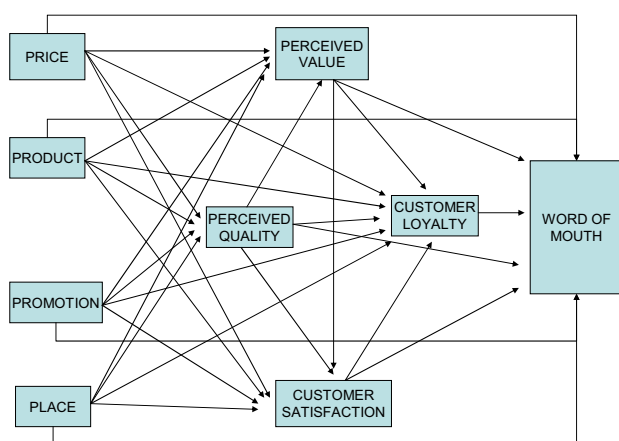 PRICE
PERCEIVED
VALUE
PRODUCT
PERCEIVED
QUALITY
CUSTOMER
LOYALTY
WORD OF
MOUTH
PROMOTION
PLACE
CUSTOMER
SATISFACTION